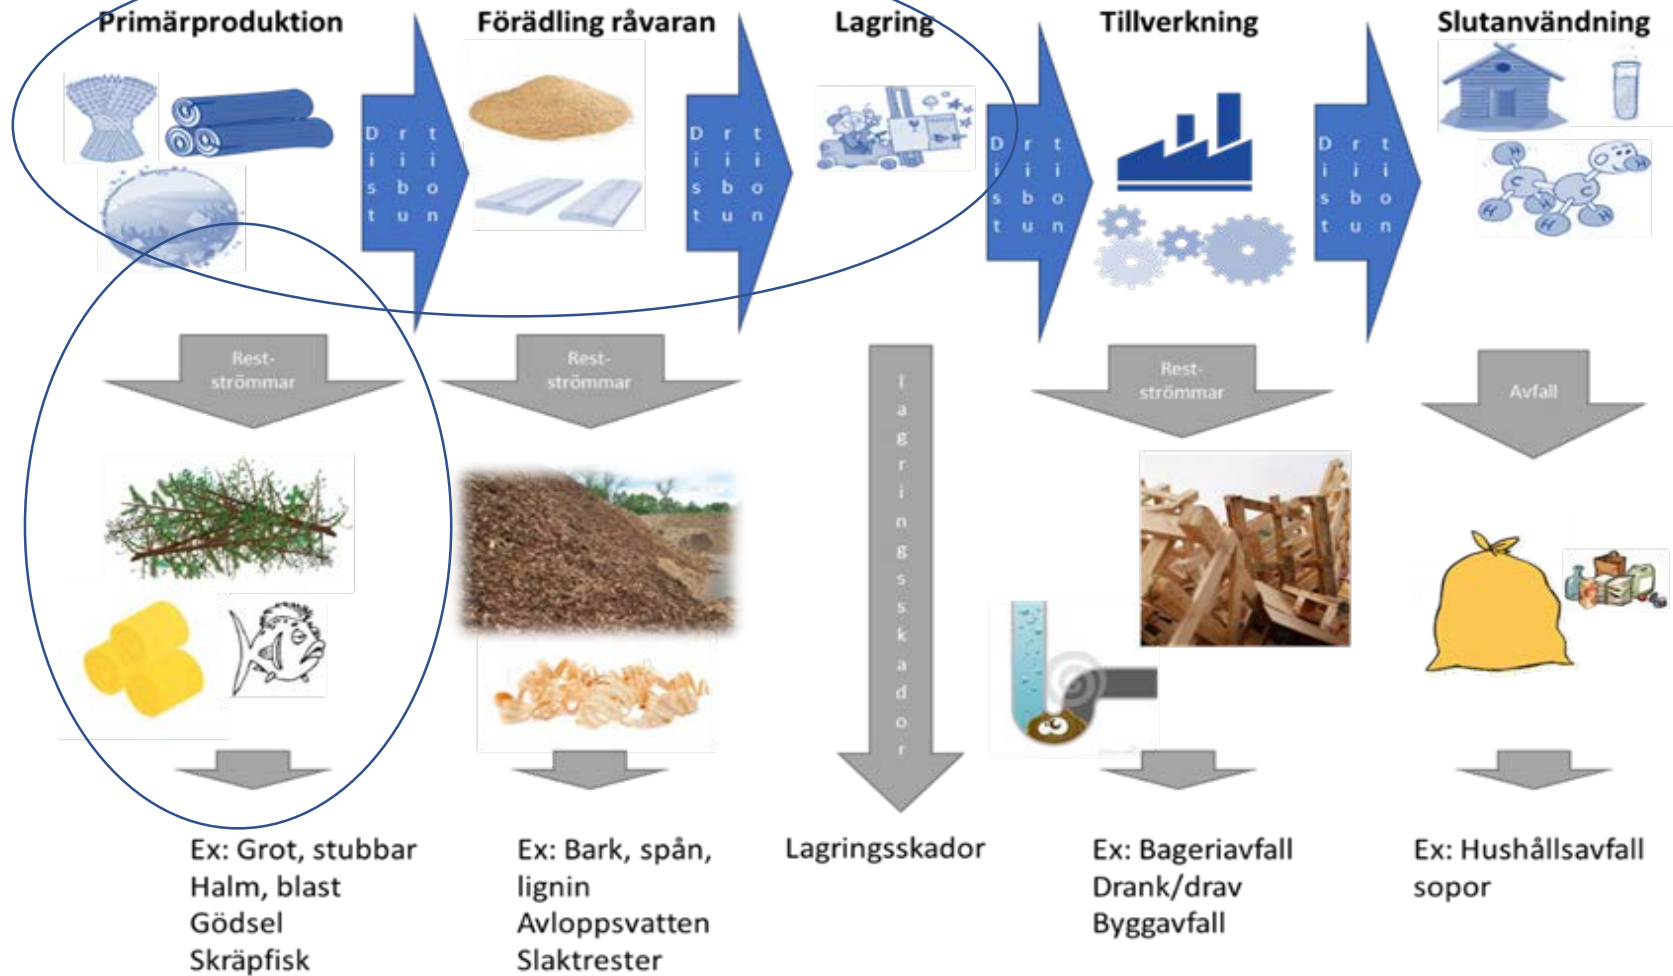 Primärproduktion
Förädling råvaran
Lagring
Tillverkning
Slutanvändning
Distribution
Distribution
Distribution
Distribution
Rest-
strömmar
Rest-
strömmar
lagringsskador
Rest-
strömmar
Avfall
Ex: Grot, stubbar
Halm, blast
Gödsel
Skräpfisk
Ex: Bark, spån,
lignin
Avloppsvatten
Slaktrester
Lagringsskador
Ex: Bageriavfall
Drank/drav
Byggavfall
Ex: Hushållsavfall
sopor